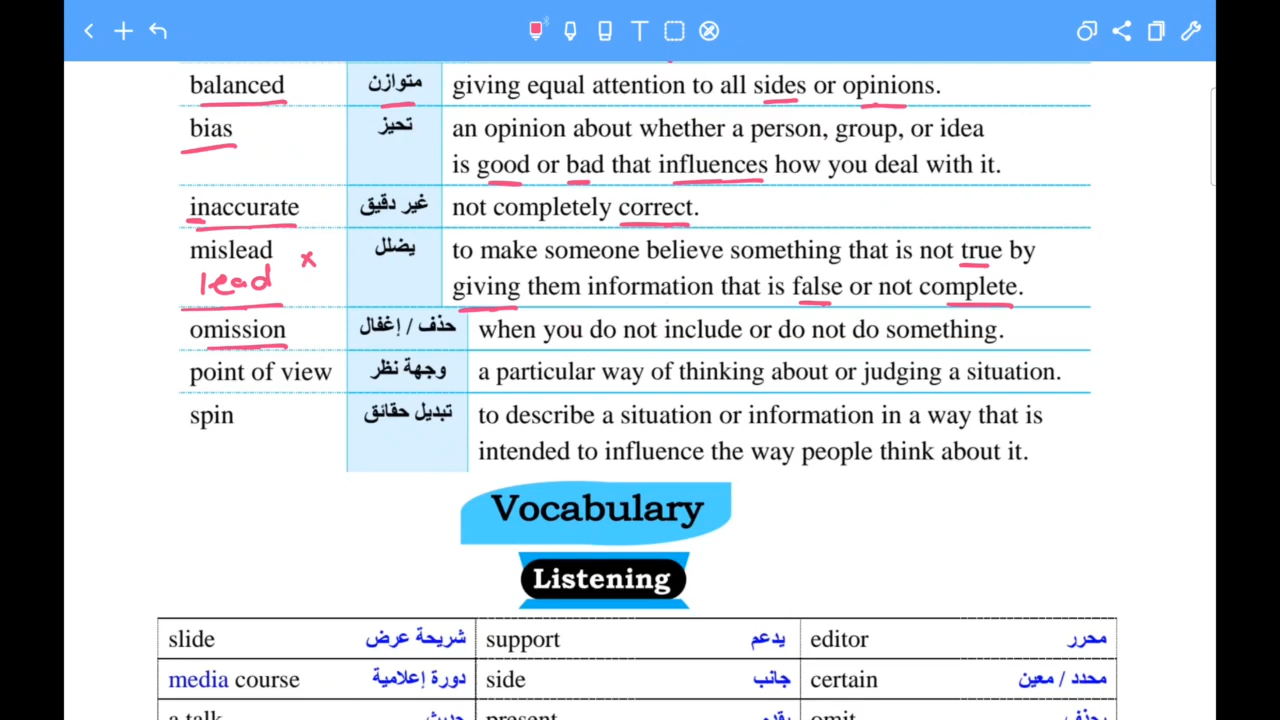 balanced متوازن giving equal attention to all sides or opinions.
bias تحيز an opinion about whether a person, group, or idea
is good or bad that influences how you deal with it.
inaccurate غير دقيق not completely correct.
mislead x يضلل to make someone believe something that is not true by
lead giving them information that is false or not complete.
omission حذف / إغفال when you do not include or do not do something.
point of view وجهة نظر a particular way of thinking about or judging a situation.
spin تبديل حقائق to describe a situation or information in a way that is
intended to influence the way people think about it.
Vocabulary
Listening
slide شريحة عرض support يدعم editor محرر
media course دورة إعلامية side جانب certain محدد / معين
a talk حديث present يقدم omit يحذف